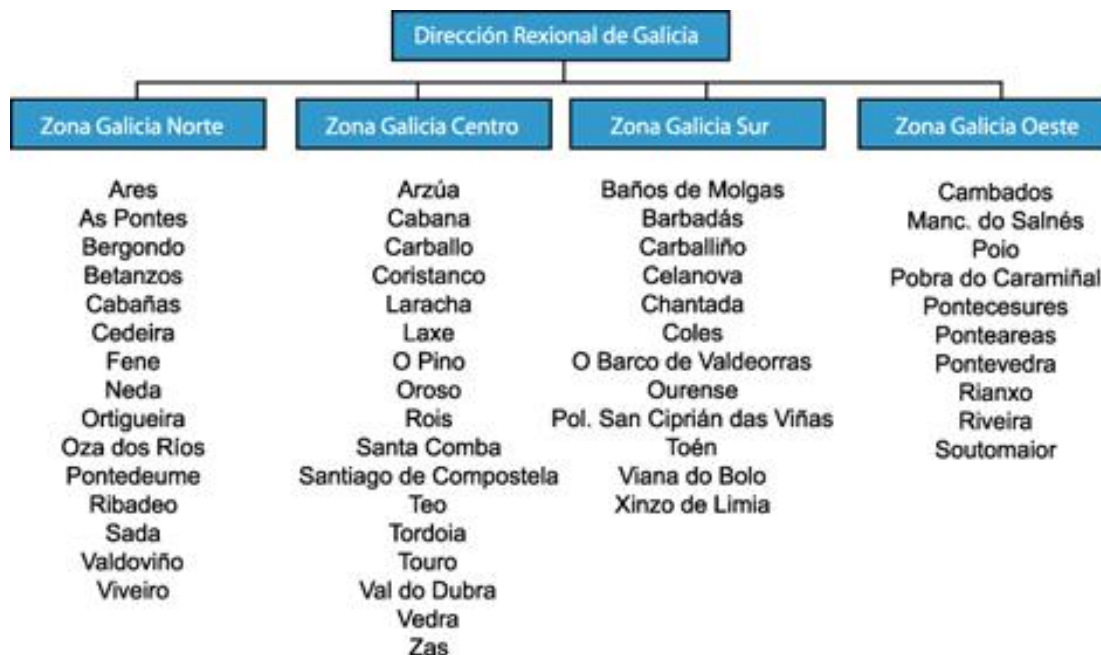 Dirección Rexional de Galicia
Zona Galicia Norte
Ares
As Pontes
Bergondo
Betanzos
Cabañas
Cedeira
Fene
Neda
Ortigueira
Oza dos Ríos
Pontedeume
Ribadeo
Sada
Valdoviño
Viveiro
Zona Galicia Centro
Arzúa
Cabana
Carballo
Coristanco
Laracha
Laxe
O Pino
Oroso
Rois
Santa Comba
Santiago de Compostela
Teo
Tordoia
Touro
Val do Dubra
Vedra
Zas
Zona Galicia Sur
Baños de Molgas
Barbadás
Carballiño
Celanova
Chantada
Coles
O Barco de Valdeorras
Ourense
Pol. San Ciprián das Viñas
Toén
Viana do Bolo
Xinzo de Limia
Zona Galicia Oeste
Cambados
Manc. do Salnés
Poio
Pobra do Caramiñal
Pontecesures
Ponteareas
Pontevedra
Rianxo
Riveira
Soutomaior